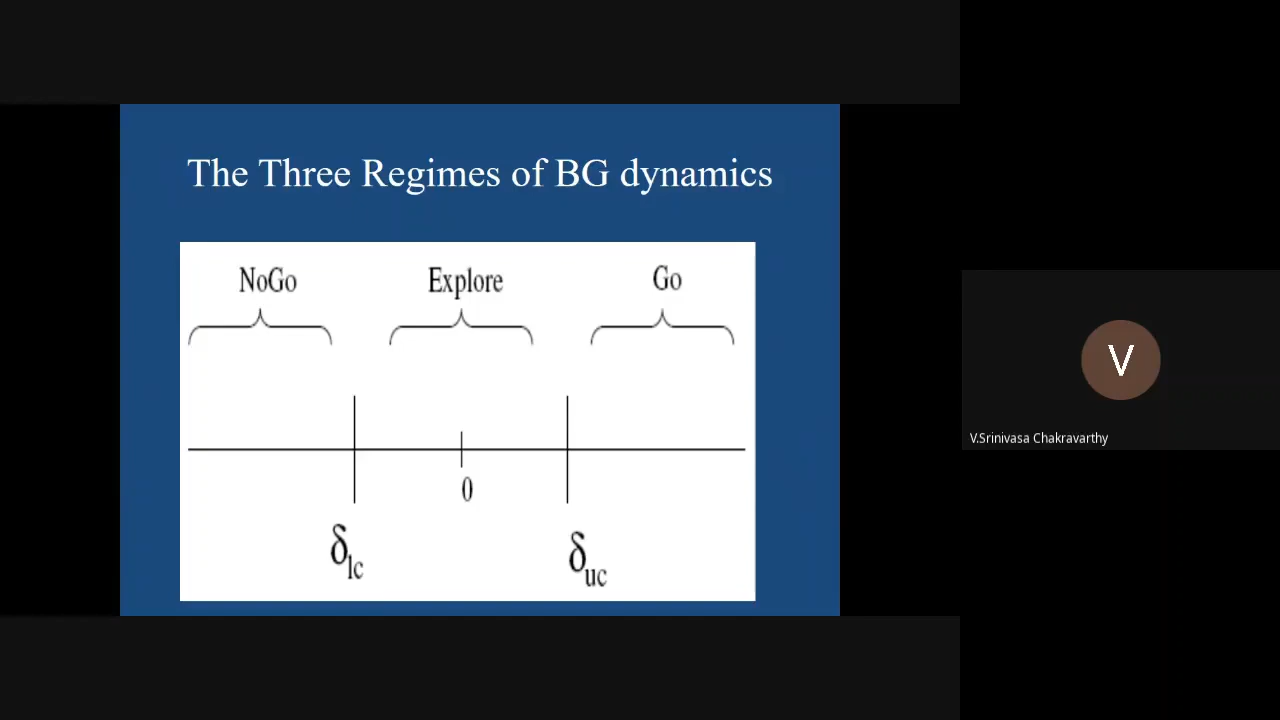 The Three Regimes of BG dynamics
NoGo Explore Go
0
δlc δuc
V
V.Srinivasa Chakravarthy